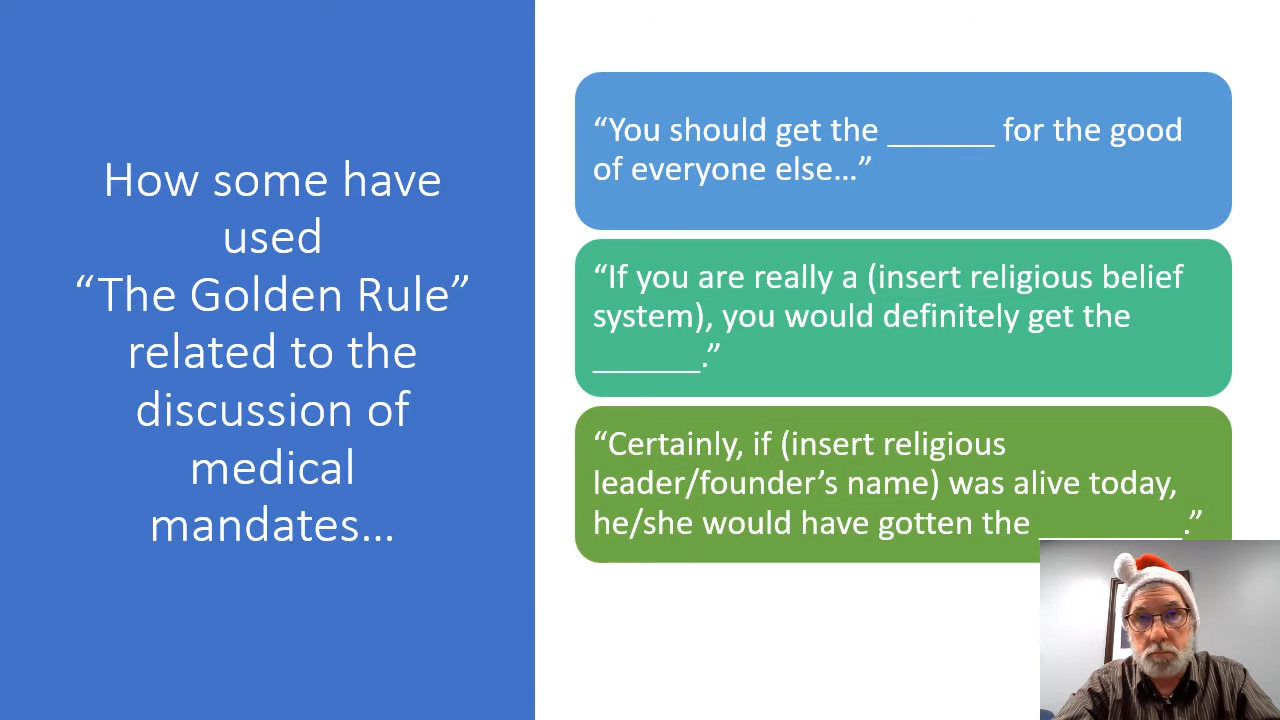 How some have
used
“The Golden Rule”
related to the
discussion of
medical
mandates…
“You should get the _______ for the good
of everyone else…”
“If you are really a (insert religious belief
system), you would definitely get the
_______.”
“Certainly, if (insert religious
leader/founder’s name) was alive today,
he/she would have gotten the _________.”